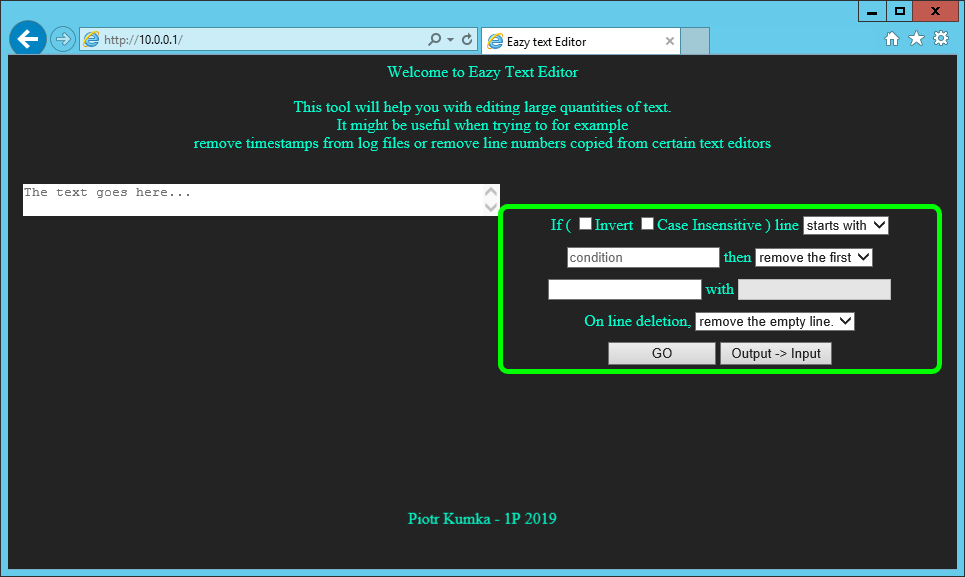 http://10.0.0.1/
Eazy text Editor
Welcome to Eazy Text Editor
This tool will help you with editing large quantities of text.
It might be useful when trying to for example
remove timestamps from log files or remove line numbers copied from certain text editors
The text goes here...
If ( Invert Case Insensitive ) line starts with
condition then remove the first
with
On line deletion, remove the empty line.
GO Output -> Input
Piotr Kumka - 1P 2019